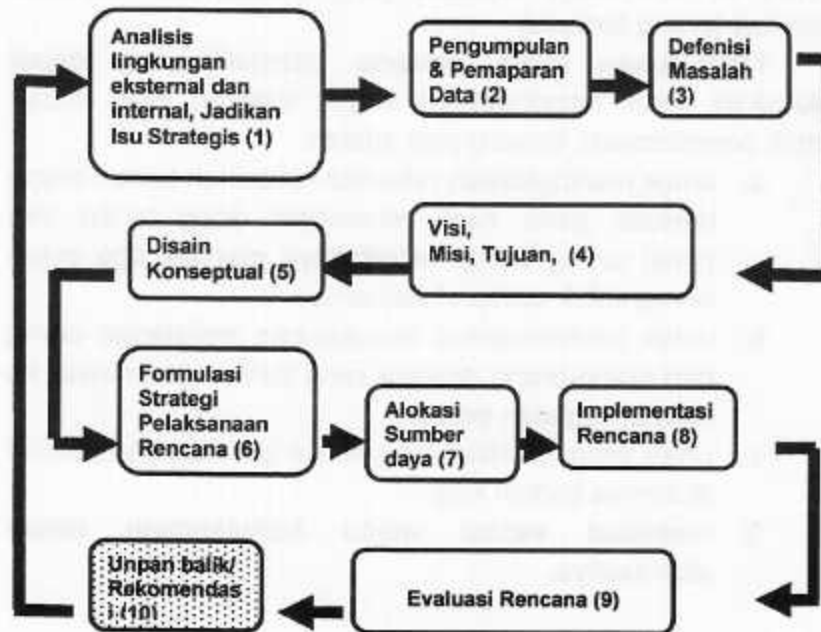 Analisis
lingkungan
eksternal dan
internal, Jadikan
Isu Strategis (1)
Pengumpulan
& Pemaparan
Data (2)
Defenisi
Masalah
(3)
Visi,
Misi, Tujuan, (4)
Disain
Konseptual (5)
Formulasi
Strategi
Pelaksanaan
Rencana (6)
Alokasi
Sumber
daya (7)
Implementasi
Rencana (8)
Evaluasi Rencana (9)
Unpan balik/
Rekomendas
i (10)